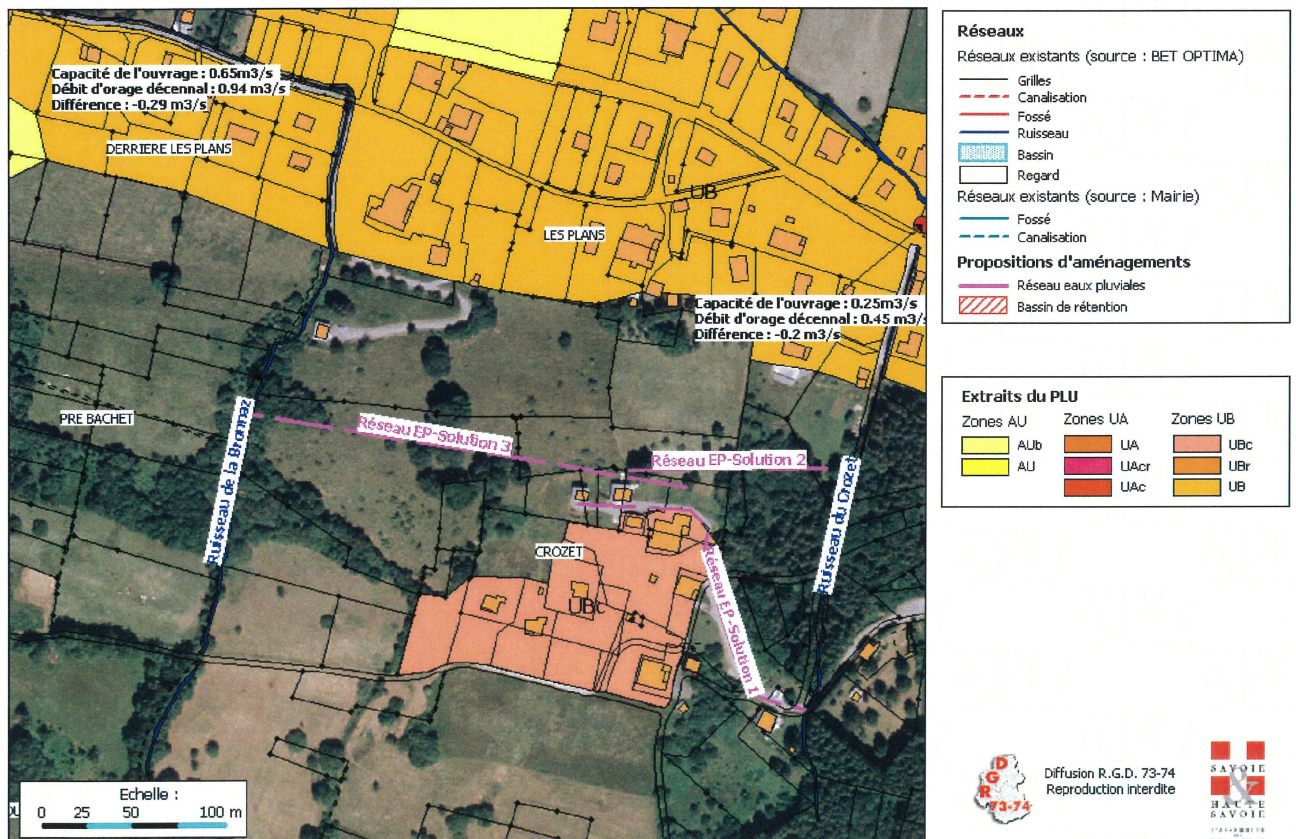 Capacité de l'ouvrage : 0.65m3/s
Débit d'orage décennal : 0.94 m3/s
Différence : -0.29 m3/s
DERRIERE LES PLANS
UB
LES PLANS
Capacité de l'ouvrage : 0.25m3/s
Débit d'orage décennal : 0.45 m3/s
Différence : -0.2 m3/s
PRE BACHET
Ruisseau de la Bronnaz
Réseau EP-Solution 3
Réseau EP-Solution 2
Ruisseau du Crozet
CROZET
UBc
Réseau EP-Solution 1
Echelle :
0 25 50 100 m
Réseaux
Réseaux existants (source : BET OPTIMA)
Grilles
Canalisation
Fossé
Ruisseau
Bassin
Regard
Réseaux existants (source : Mairie)
Fossé
Canalisation
Propositions d'aménagements
Réseau eaux pluviales
Bassin de rétention
Extraits du PLU
Zones AU Zones UA Zones UB
AUb UA UBc
AU UAcr UBr
UAc UB
D
G
R 73-74
Diffusion R.G.D. 73-74
Reproduction interdite
SAVOIE
&
HAUTE
SAVOIE